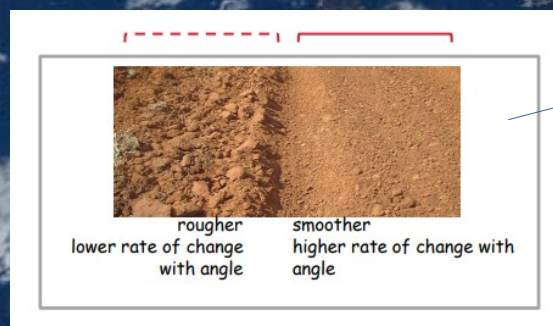 rougher
lower rate of change
with angle
smoother
higher rate of change with
angle